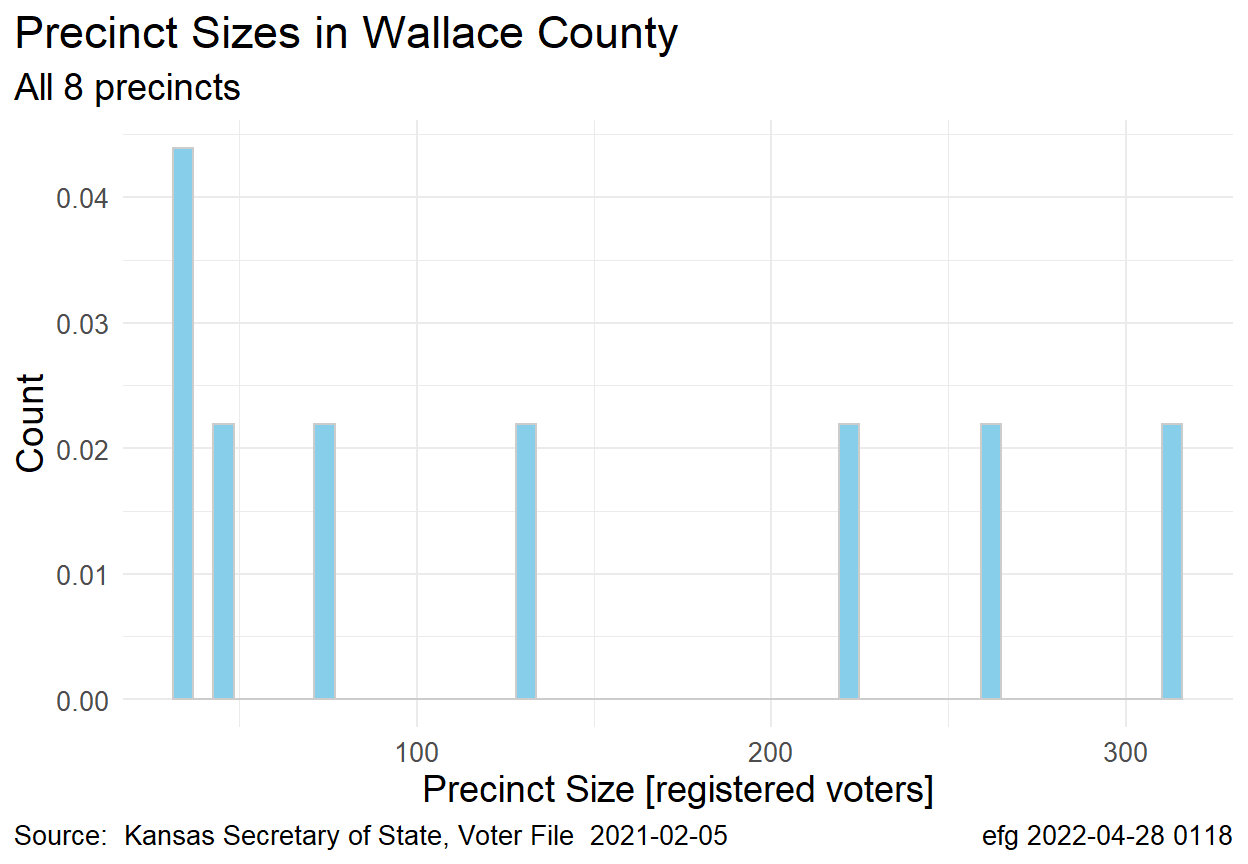 Precinct Sizes in Wallace County
All 8 precincts
0.04
0.03
0.02
0.01
0.00
Count
100 200 300
Precinct Size [registered voters]
Source:  Kansas Secretary of State, Voter File  2021-02-05
efg 2022-04-28 0118